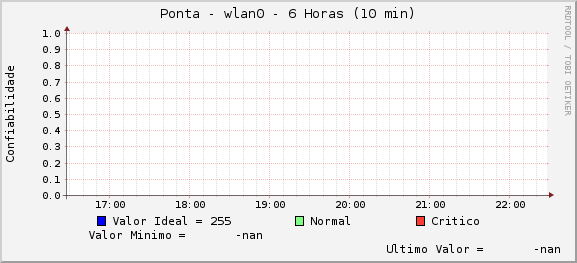 Ponta - wlan0 - 6 Horas (10 min)
RRDTOOL / TOBI OETIKER
Confiabilidade
1.0
0.9
0.8
0.7
0.6
0.5
0.4
0.3
0.2
0.1
0.0
17:00 18:00 19:00 20:00 21:00 22:00
Valor Ideal = 255 Normal Critico
Valor Minimo = -nan
Ultimo Valor = -nan